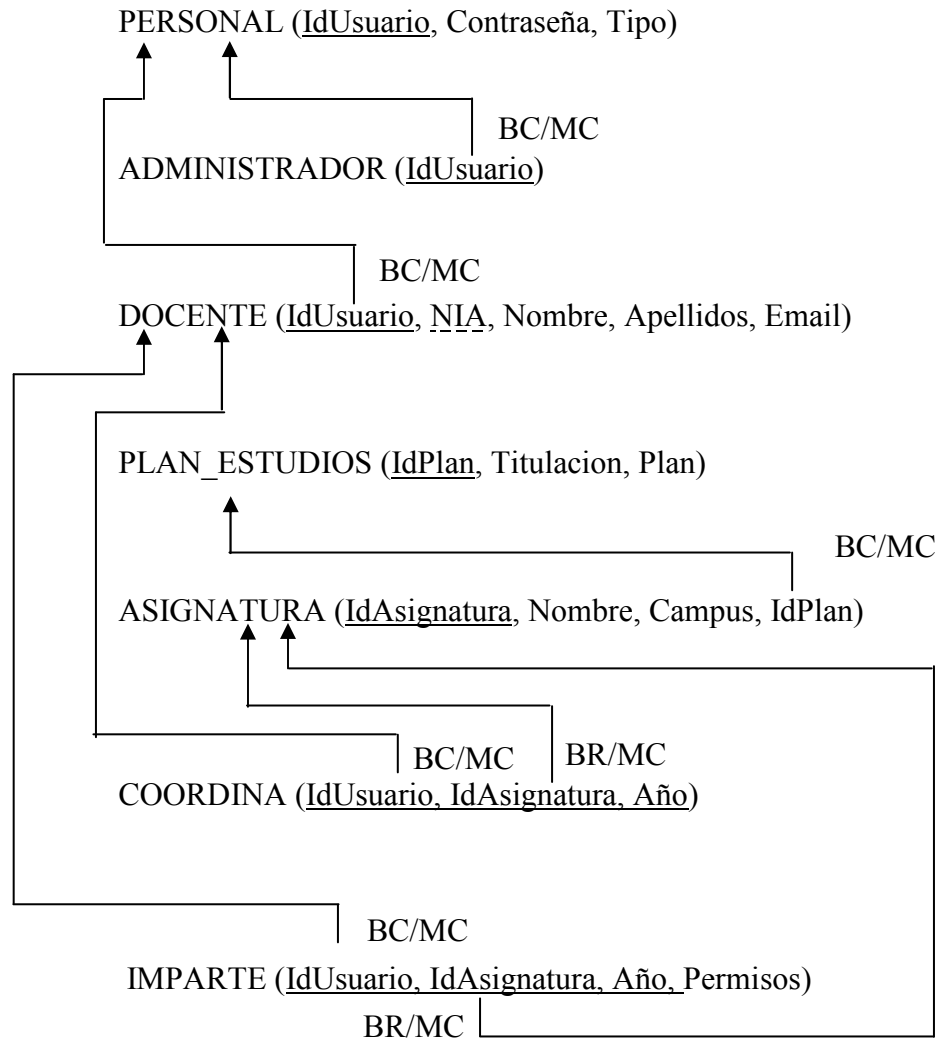 PERSONAL (IdUsuario, Contraseña, Tipo)
BC/MC
ADMINISTRADOR (IdUsuario)
BC/MC
DOCENTE (IdUsuario, NIA, Nombre, Apellidos, Email)
PLAN_ESTUDIOS (IdPlan, Titulacion, Plan)
BC/MC
ASIGNATURA (IdAsignatura, Nombre, Campus, IdPlan)
BC/MC BR/MC
COORDINA (IdUsuario, IdAsignatura, Año)
BC/MC
IMPARTE (IdUsuario, IdAsignatura, Año, Permisos)
BR/MC